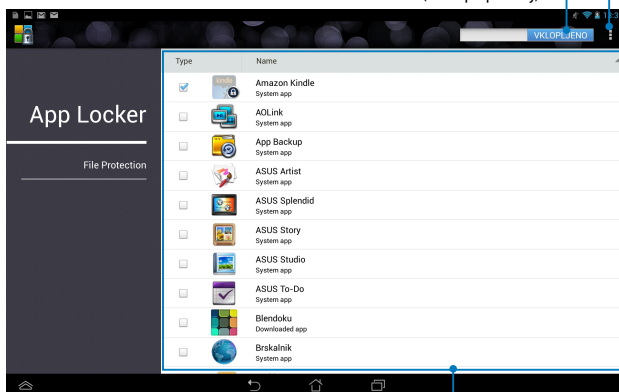 VKLOPLJENO
Type Name
App Locker
File Protection
Amazon Kindle
System app
AOLink
System app
App Backup
System app
ASUS Artist
System app
ASUS Splendid
System app
ASUS Story
System app
ASUS Studio
System app
ASUS To-Do
System app
Blendoku
Downloaded app
Brskalnik
System app